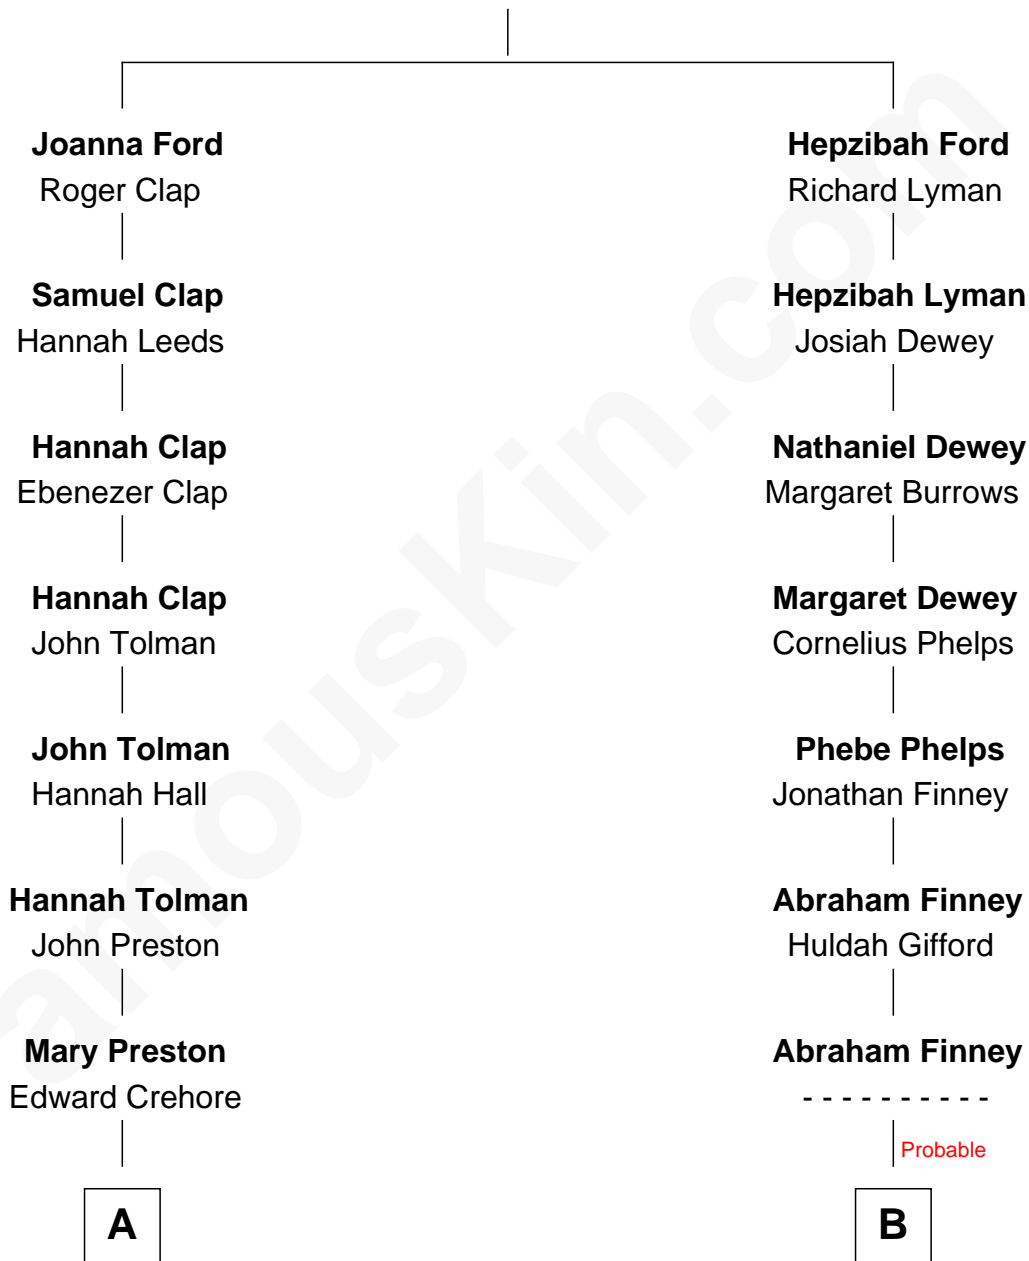 Joanna Ford
Roger Clap
Samuel Clap
Hannah Leeds
Hannah Clap
Ebenezer Clap
Hannah Clap
John Tolman
John Tolman
Hannah Hall
Hannah Tolman
John Preston
Mary Preston
Edward Crehore
A
Hepzibah Ford
Richard Lyman
Hepzibah Lyman
Josiah Dewey
Nathaniel Dewey
Margaret Burrows
Margaret Dewey
Cornelius Phelps
Phebe Phelps
Jonathan Finney
Abraham Finney
Huldah Gifford
Abraham Finney
- - - - - - - - - -
Probable
B
amouskin.com